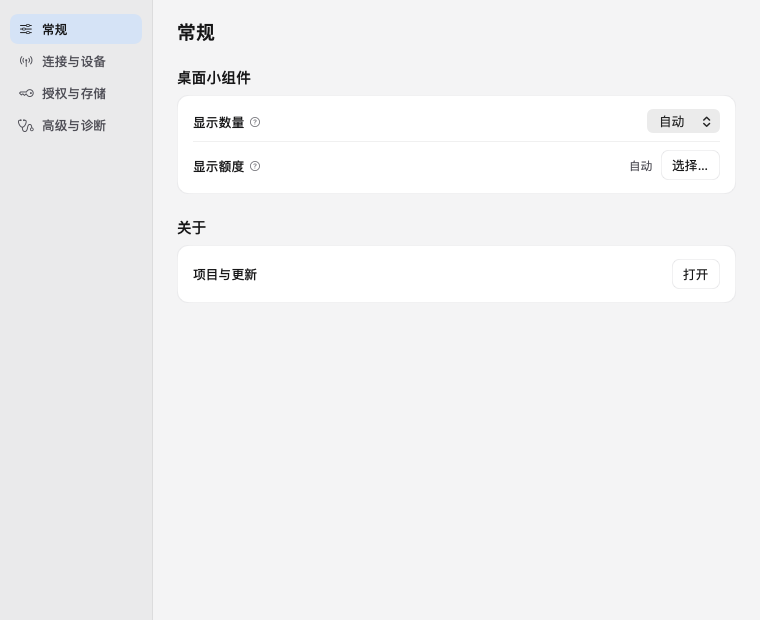 常规
连接与设备
授权与存储
高级与诊断
常规
桌面小组件
显示数量 ?
自动
显示额度 ?
自动 选择...
关于
项目与更新
打开